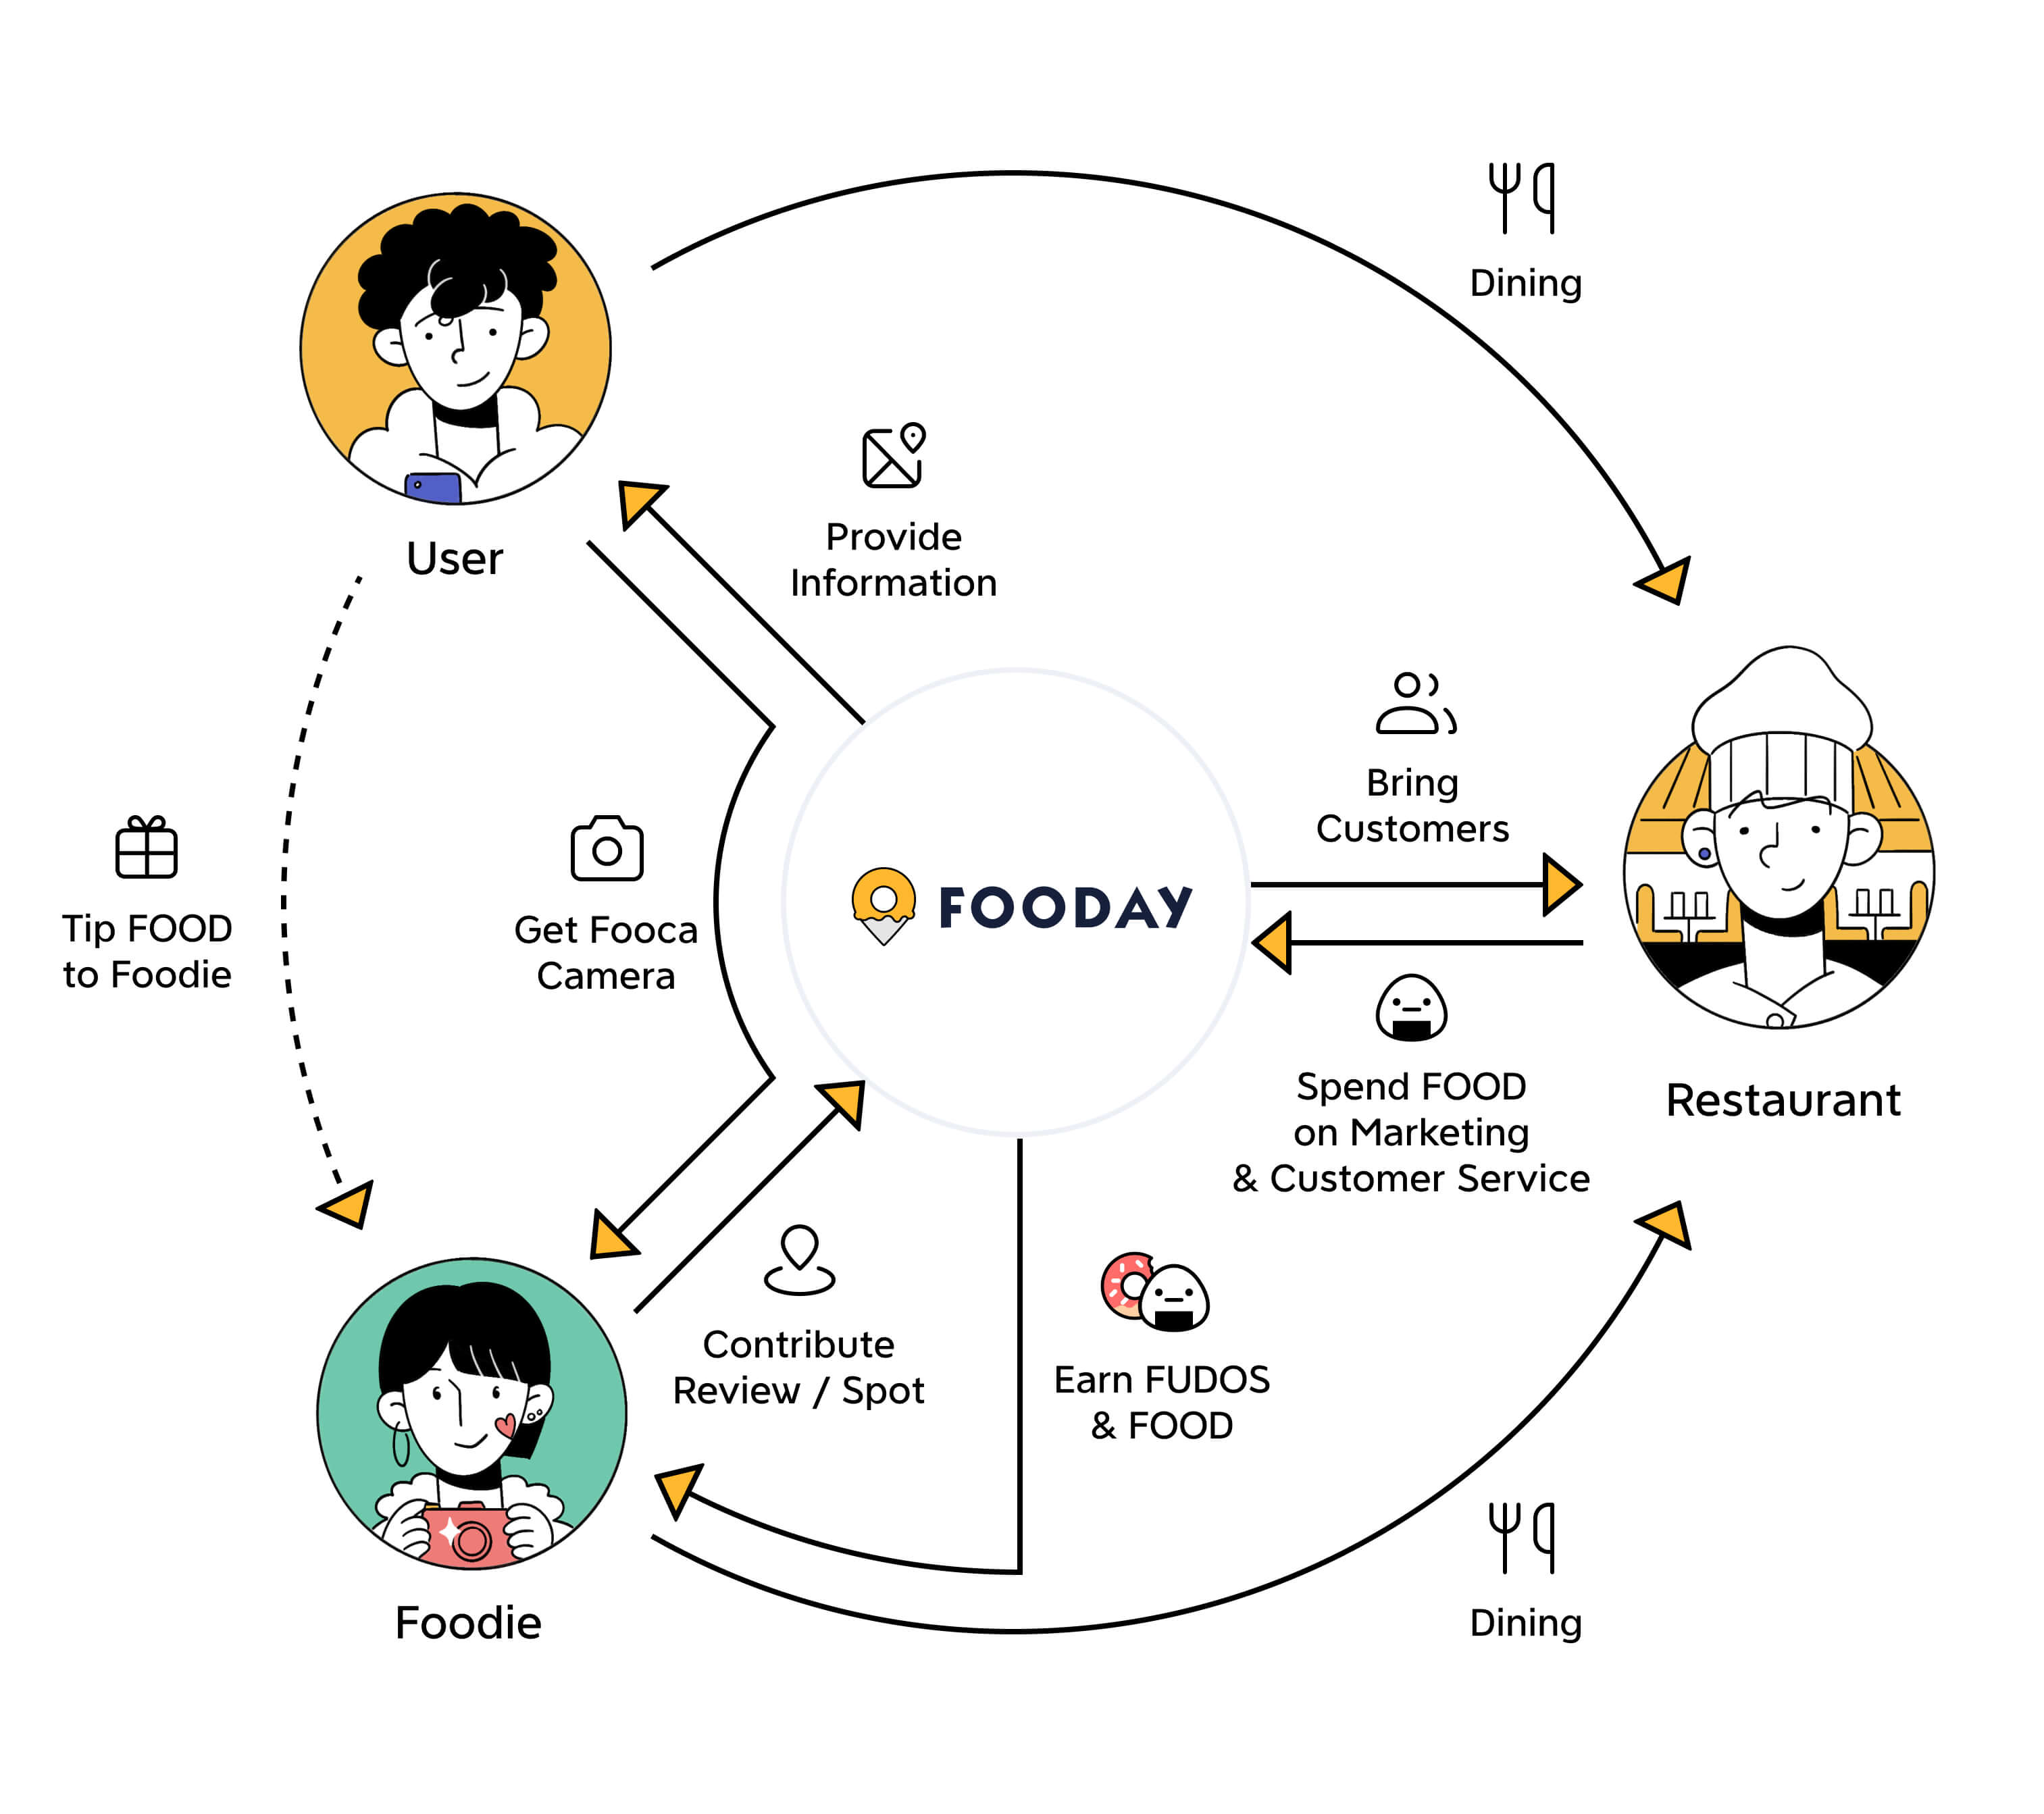 Dining
User
Provide
Information
Bring
Customers
Tip FOOD
to Foodie
Get Fooca
Camera
FOODAY
Spend FOOD
on Marketing
& Customer Service
Restaurant
Contribute
Review / Spot
Earn FUDOS
& FOOD
Foodie
Dining